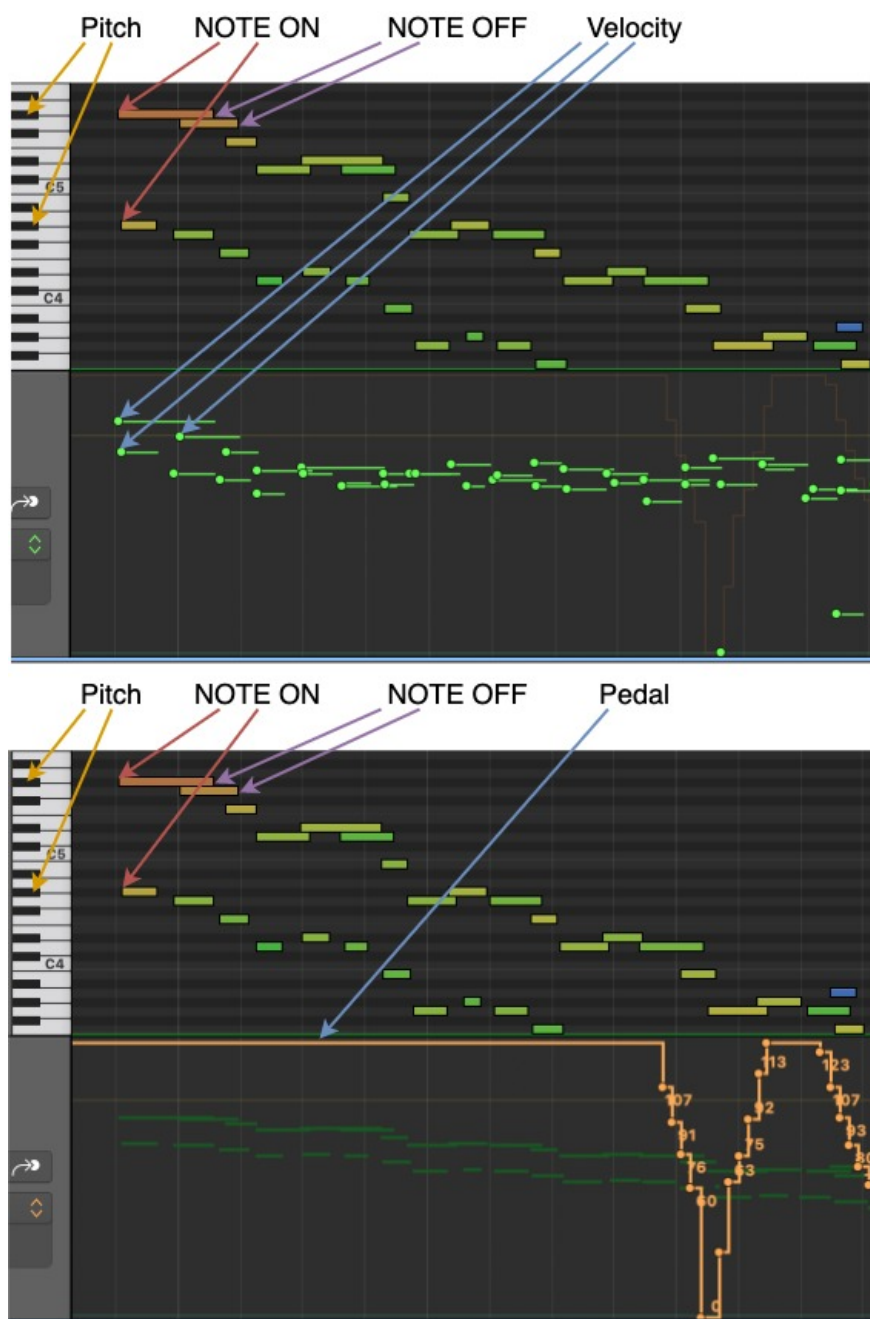 Pitch NOTE ON NOTE OFF Velocity
C5
C4
Pitch NOTE ON NOTE OFF Pedal
C5
C4
113
123
107
107
92
91
93
75
76
63
60
0